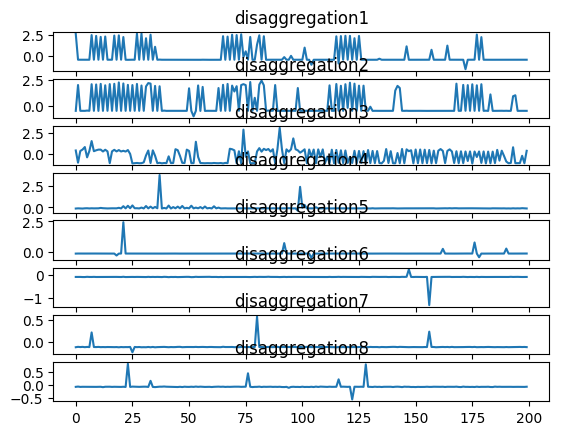 disaggregation1
2.5
0.0
disaggregation2
2.5
0.0
disaggregation3
2.5
0.0
disaggregation4
2.5
0.0
disaggregation5
2.5
0.0
disaggregation6
0
−1
disaggregation7
0.5
0.0
disaggregation8
0.5
0.0
−0.5
0 25 50 75 100 125 150 175 200